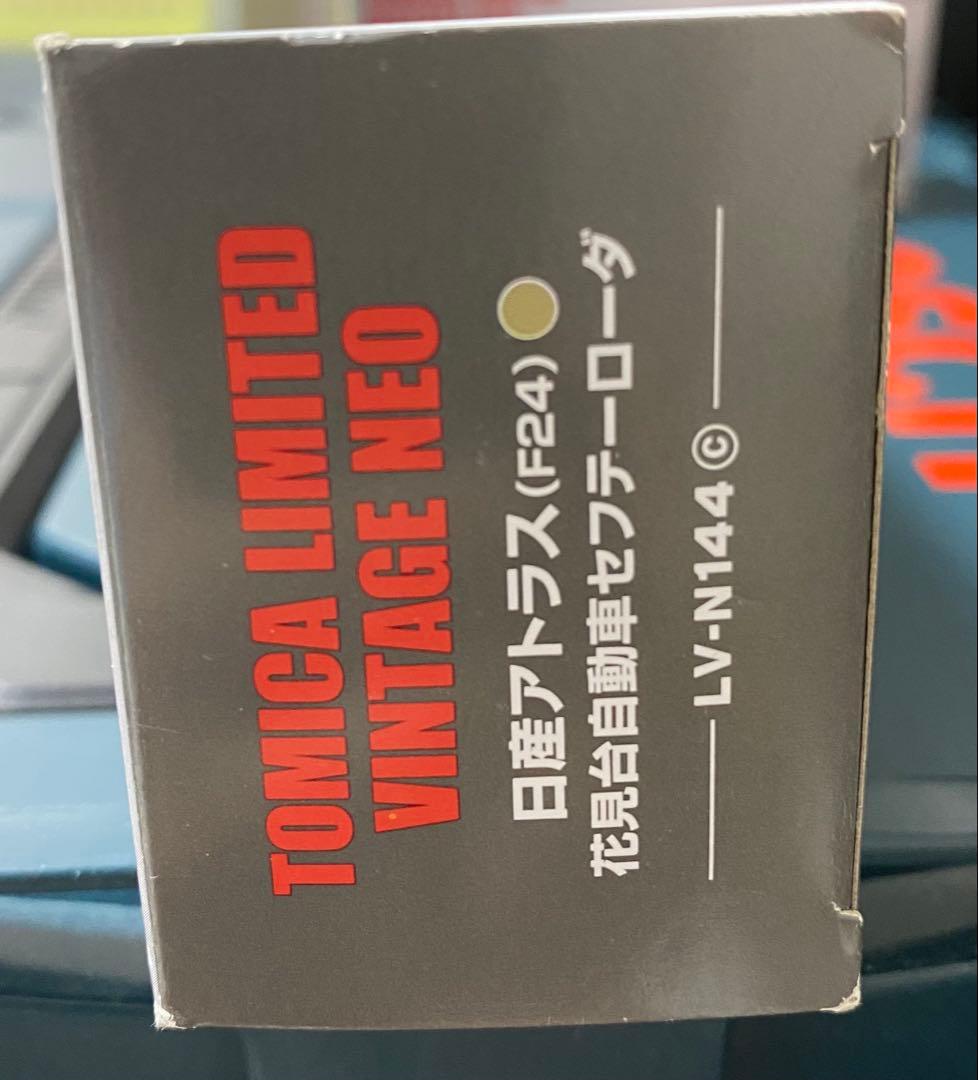 TOMICA LIMITED
VINTAGE NEO
日産アトラス(F24)
花見台自動車セフテーローダ
LV-N144 ©